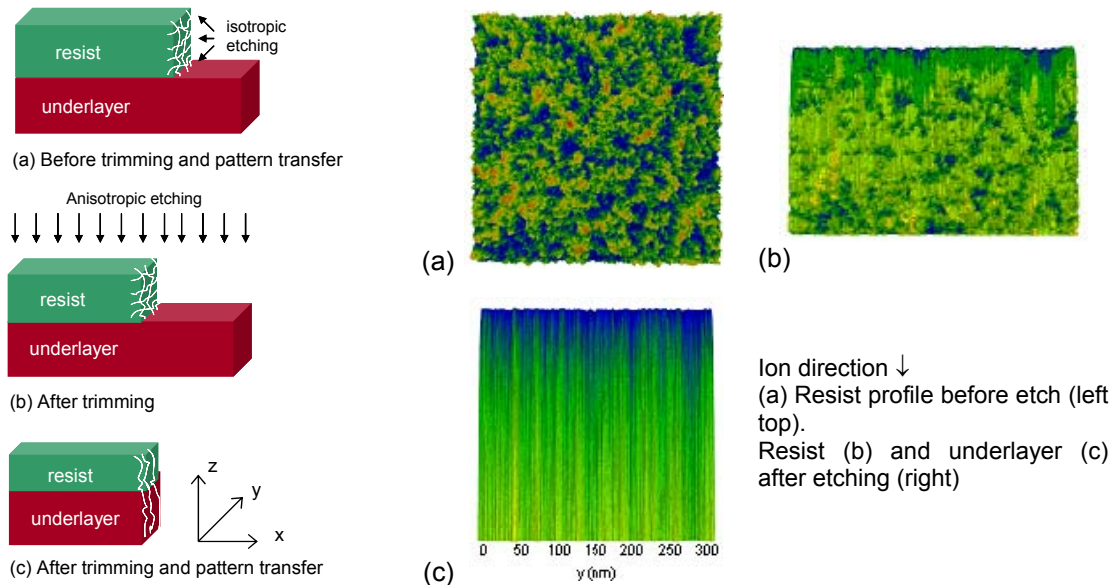 isotropic
etching
resist
underlayer
(a) Before trimming and pattern transfer
Anisotropic etching
resist
underlayer
(b) After trimming
resist
underlayer
z
y
x
(c) After trimming and pattern transfer
(a)
(b)
(c)
0 50 100 150 200 250 300
y (nm)
Ion direction ↓
(a) Resist profile before etch (left
top).
Resist (b) and underlayer (c)
after etching (right)